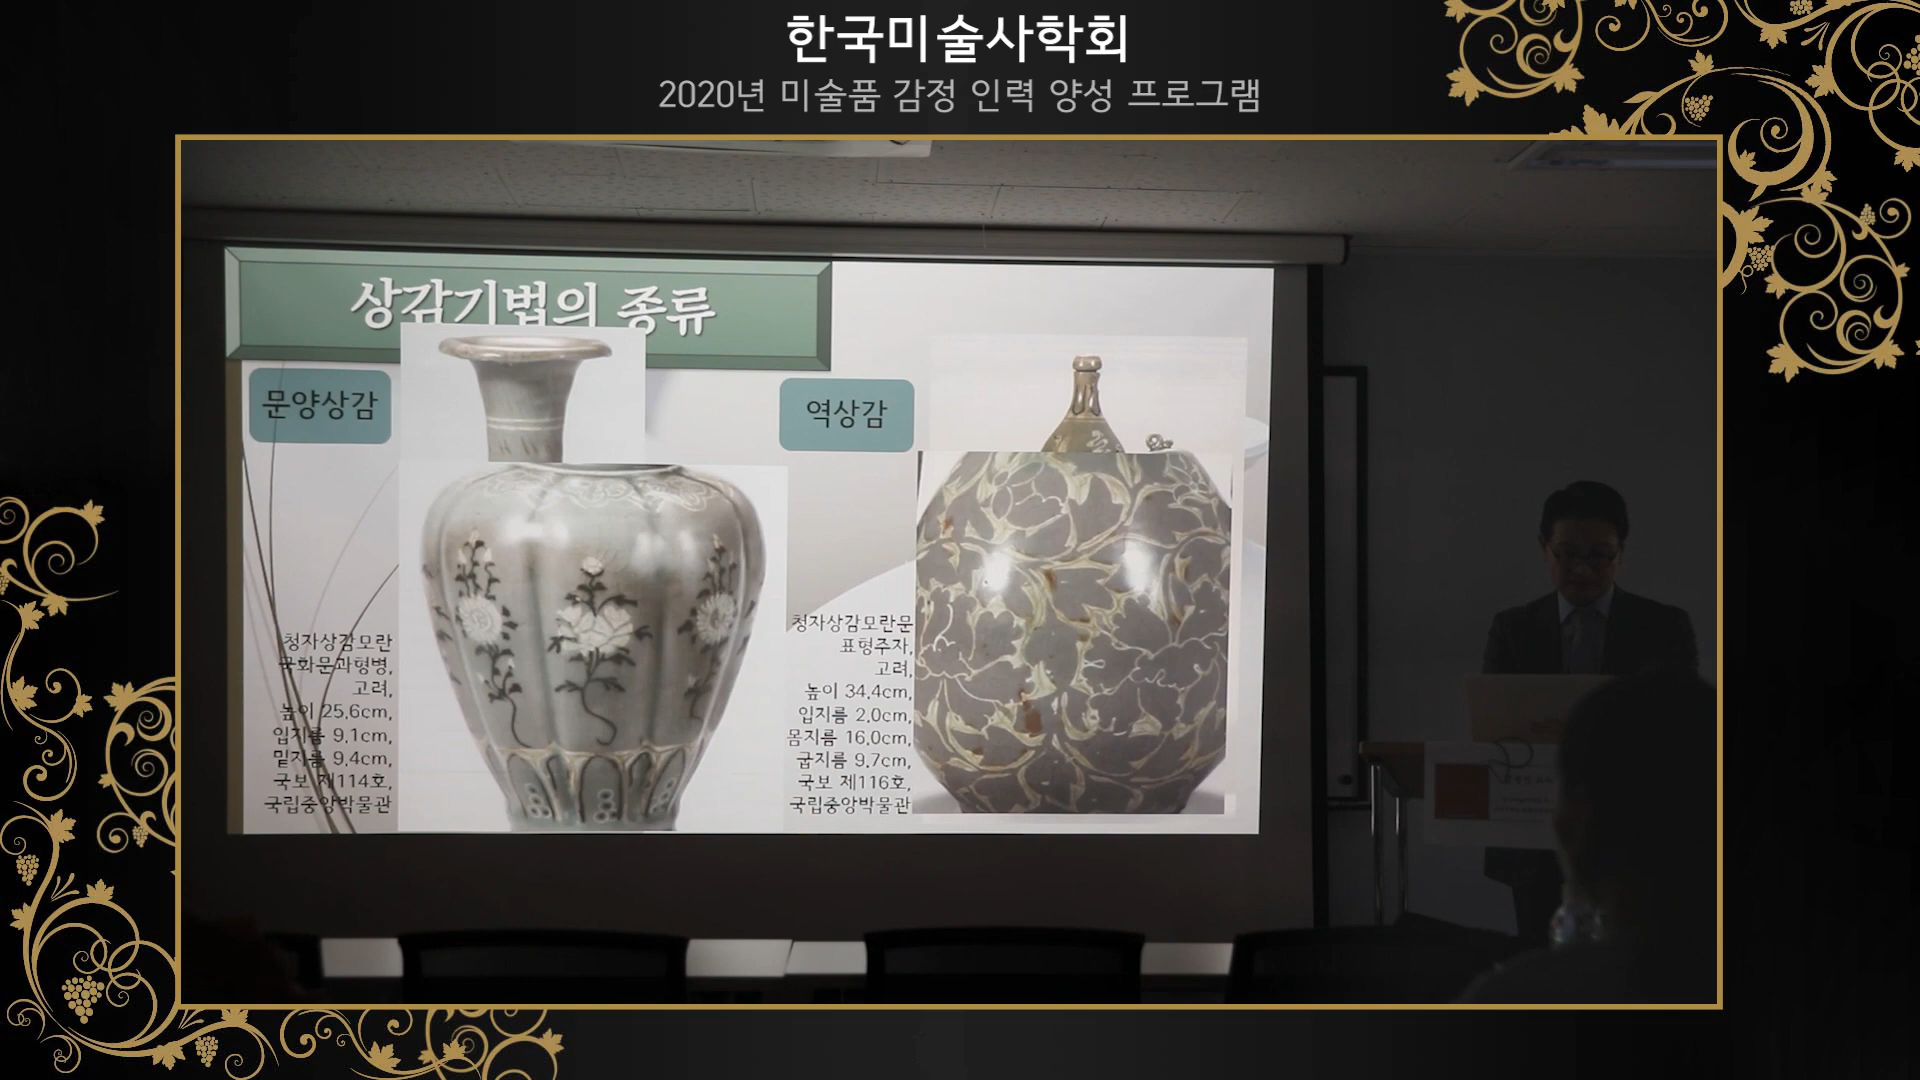 한국미술사학회
2020년 미술품 감정 인력 양성 프로그램
상감기법의 종류
문양상감
청자상감모란
국화문과형병,
고려,
높이 25.6cm,
입지름 9.1cm,
밑지름 9.4cm,
국보 제114호,
국립중앙박물관
역상감
청자상감모란문
표형주자,
고려,
높이 34.4cm,
입지름 2.0cm,
몸지름 16.0cm,
굽지름 9.7cm,
국보 제116호,
국립중앙박물관